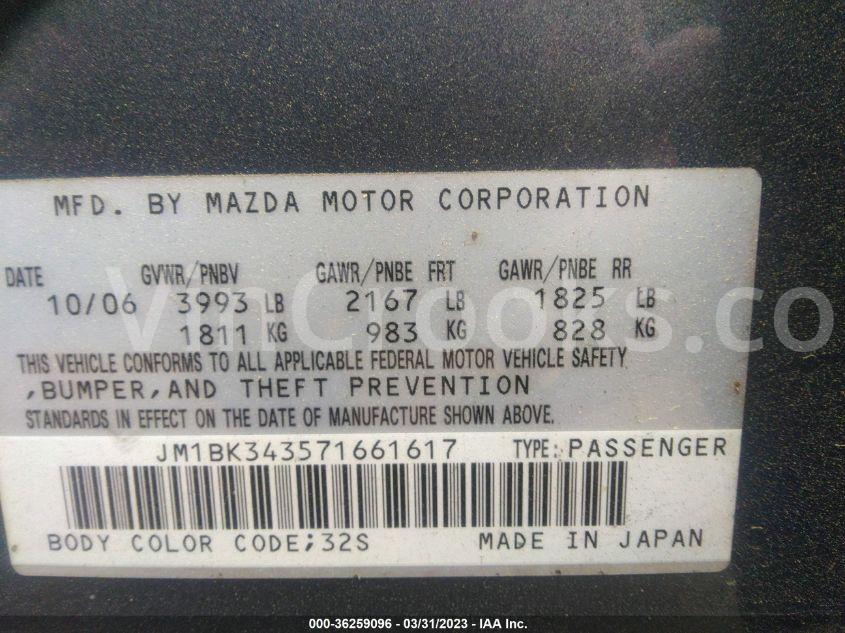 MFD. BY MAZDA MOTOR CORPORATION
DATE GVWR/PNBV GAWR/PNBE FRT GAWR/PNBE RR
10/06 3993 LB 2167 LB 1825 LB
1811 KG 983 KG 828 KG
THIS VEHICLE CONFORMS TO ALL APPLICABLE FEDERAL MOTOR VEHICLE SAFETY
,BUMPER,AND THEFT PREVENTION
STANDARDS IN EFFECT ON THE DATE OF MANUFACTURE SHOWN ABOVE.
JM1BK343571661617 TYPE: PASSENGER
BODY COLOR CODE;32S MADE IN JAPAN
VinCrooks.co
000-36259096 - 03/31/2023 - © IAA Inc.